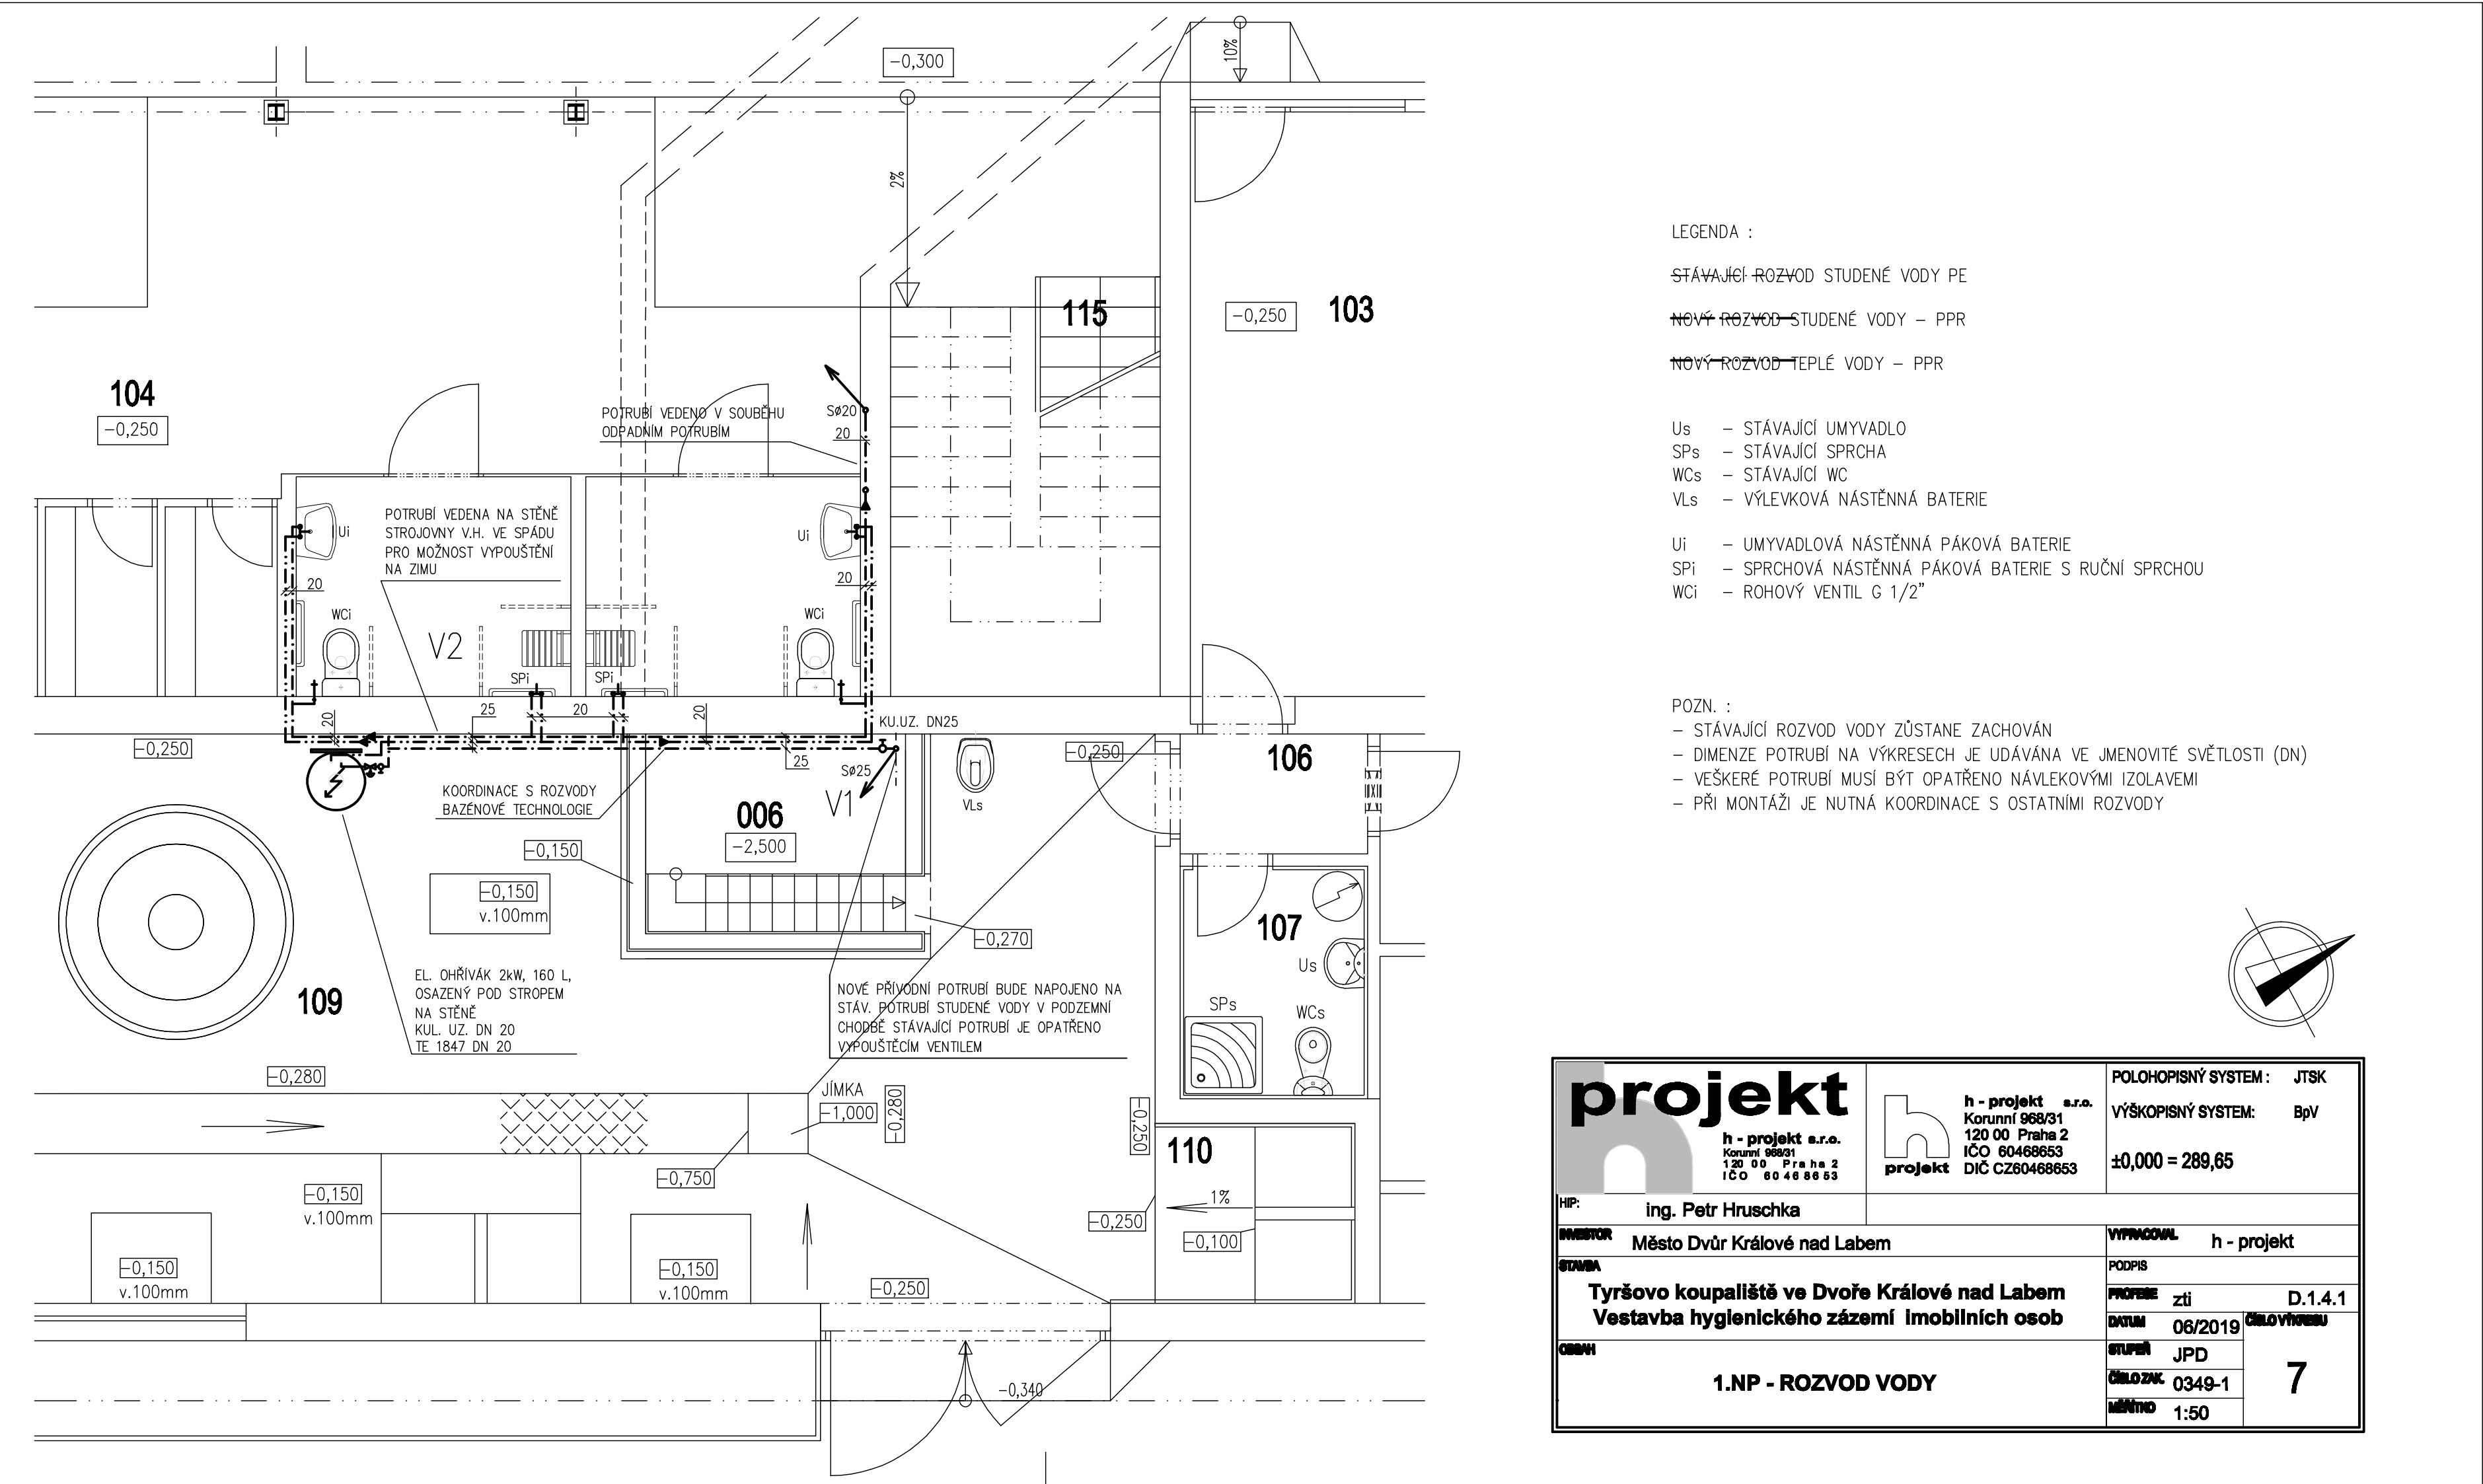 -0,300
10%
2%
115
-0,250
103
104
-0,250
POTRUBÍ VEDENO V SOUBĚHU
ODPADNÍM POTRUBÍM
Sø20
20
POTRUBÍ VEDENA NA STĚNĚ
STROJOVNY V.H. VE SPÁDU
PRO MOŽNOST VYPOUŠTĚNÍ
NA ZIMU
Ui
Ui
20
20
WCi
WCi
V2
SPi
SPi
20
25
20
20
KU.UZ. DN25
-0,250
25
Sø25
V1
VLs
-0,250
106
KOORDINACE S ROZVODY
BAZÉNOVÉ TECHNOLOGIE
006
-2,500
-0,150
-0,150
v.100mm
-0,270
107
Us
SPs
WCs
109
EL. OHŘÍVÁK 2kW, 160 L,
OSAZENÝ POD STROPEM
NA STĚNĚ
KUL. UZ. DN 20
TE 1847 DN 20
NOVÉ PŘÍVODNÍ POTRUBÍ BUDE NAPOJENO NA
STÁV. POTRUBÍ STUDENÉ VODY V PODZEMNÍ
CHODBĚ STÁVAJÍCÍ POTRUBÍ JE OPATŘENO
VYPOUŠTĚCÍM VENTILEM
-0,280
JÍMKA
-1,000
-0,280
-0,250
110
-0,750
-0,150
v.100mm
1%
-0,250
-0,100
-0,150
v.100mm
-0,150
v.100mm
-0,250
-0,340
LEGENDA :
STÁVAJÍCÍ ROZVOD STUDENÉ VODY PE
NOVÝ ROZVOD STUDENÉ VODY – PPR
NOVÝ ROZVOD TEPLÉ VODY – PPR
Us – STÁVAJÍCÍ UMYVADLO
SPs – STÁVAJÍCÍ SPRCHA
WCs – STÁVAJÍCÍ WC
VLs – VÝLEVKOVÁ NÁSTĚNNÁ BATERIE
Ui – UMYVADLOVÁ NÁSTĚNNÁ PÁKOVÁ BATERIE
SPi – SPRCHOVÁ NÁSTĚNNÁ PÁKOVÁ BATERIE S RUČNÍ SPRCHOU
WCi – ROHOVÝ VENTIL G 1/2"
POZN. :
– STÁVAJÍCÍ ROZVOD VODY ZŮSTANE ZACHOVÁN
– DIMENZE POTRUBÍ NA VÝKRESECH JE UDÁVÁNA VE JMENOVITÉ SVĚTLOSTI (DN)
– VEŠKERÉ POTRUBÍ MUSÍ BÝT OPATŘENO NÁVLEKOVÝMI IZOLAVEMI
– PŘI MONTÁŽI JE NUTNÁ KOORDINACE S OSTATNÍMI ROZVODY
projekt
h - projekt s.r.o.
Korunní 968/31
120 00 Praha 2
IČO 60468653
projekt
h - projekt s.r.o.
Korunní 968/31
120 00 Praha 2
IČO 60468653
DIČ CZ60468653
POLOHOPISNÝ SYSTEM : JTSK
VÝŠKOPISNÝ SYSTEM: BpV
±0,000 = 289,65
HIP: ing. Petr Hruschka
INVESTOR Město Dvůr Králové nad Labem
VYPRACOVAL h - projekt
STAVBA
Tyršovo koupaliště ve Dvoře Králové nad Labem
Vestavba hygienického zázemí imobilních osob
PODPIS
PROFESE zti D.1.4.1
DATUM 06/2019
ČÍSLO VÝKRESU
7
STUPEŇ JPD
ČÍSLO ZAK. 0349-1
MĚŘÍTKO 1:50
OBSAH
1.NP - ROZVOD VODY